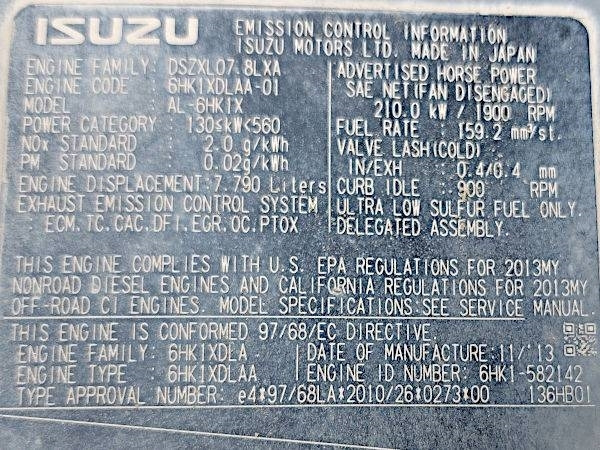 ISUZU EMISSION CONTROL INFORMATION
ISUZU MOTORS LTD. MADE IN JAPAN
ENGINE FAMILY: DSZXL07.8LXA
ENGINE CODE : 6HK1XDLAA-01
MODEL : AL-6HK1X
POWER CATEGORY : 130≤kW<560
NOx STANDARD : 2.0g/kWh
PM STANDARD : 0.02g/kWh
ENGINE DISPLACEMENT:7.790 Liters
EXHAUST EMISSION CONTROL SYSTEM
: ECM.TC.CAC.DFI.EGR.OC.PTOX
ADVERTISED HORSE POWER
SAE NET(FAN DISENGAGED)
210.0 kW / 1900 RPM
FUEL RATE : 159.2 mm³/st.
VALVE LASH(COLD) :
IN/EXH : 0.4/0.4 mm
CURB IDLE : 900 RPM
ULTRA LOW SULFUR FUEL ONLY.
DELEGATED ASSEMBLY.
THIS ENGINE COMPLIES WITH U.S. EPA REGULATIONS FOR 2013MY
NONROAD DIESEL ENGINES AND CALIFORNIA REGULATIONS FOR 2013MY
OFF-ROAD CI ENGINES. MODEL SPECIFICATIONS:SEE SERVICE MANUAL.
THIS ENGINE IS CONFORMED 97/68/EC DIRECTIVE.
ENGINE FAMILY: 6HK1XDLA DATE OF MANUFACTURE:11/'13
ENGINE TYPE : 6HK1XDLAA ENGINE ID NUMBER: 6HK1-582142
TYPE APPROVAL NUMBER: e4*97/68LA*2010/26*0273*00 136HB01